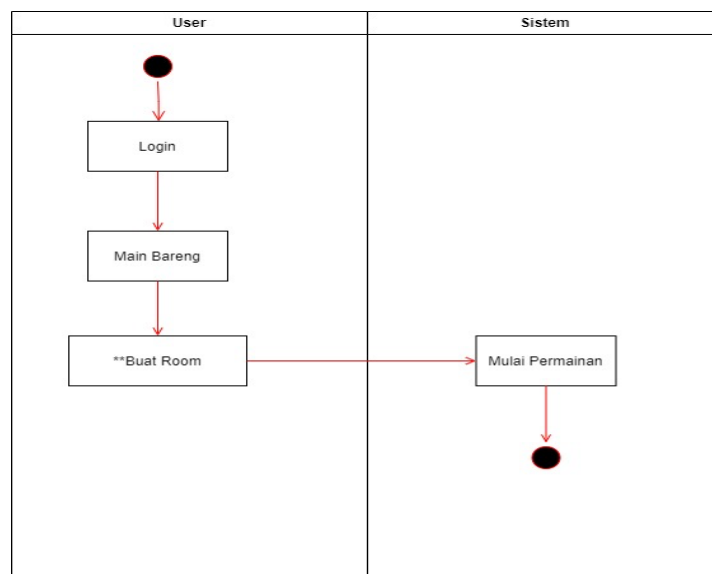 User
Sistem
Login
Main Bareng
**Buat Room
Mulai Permainan